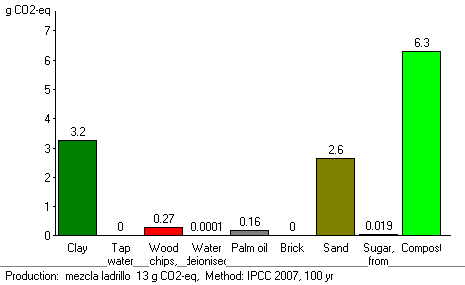 g CO2-eq
7
6
5
4
3
2
1
0
3.2
0
0.27
0.0001
0.16
0
2.6
0.019
6.3
Clay
Tap
water
Wood
chips,
Water
deionised
Palm oil
Brick
Sand
Sugar,
from
Compost
Production: mezcla ladrillo 13 g CO2-eq, Method: IPCC 2007, 100 yr